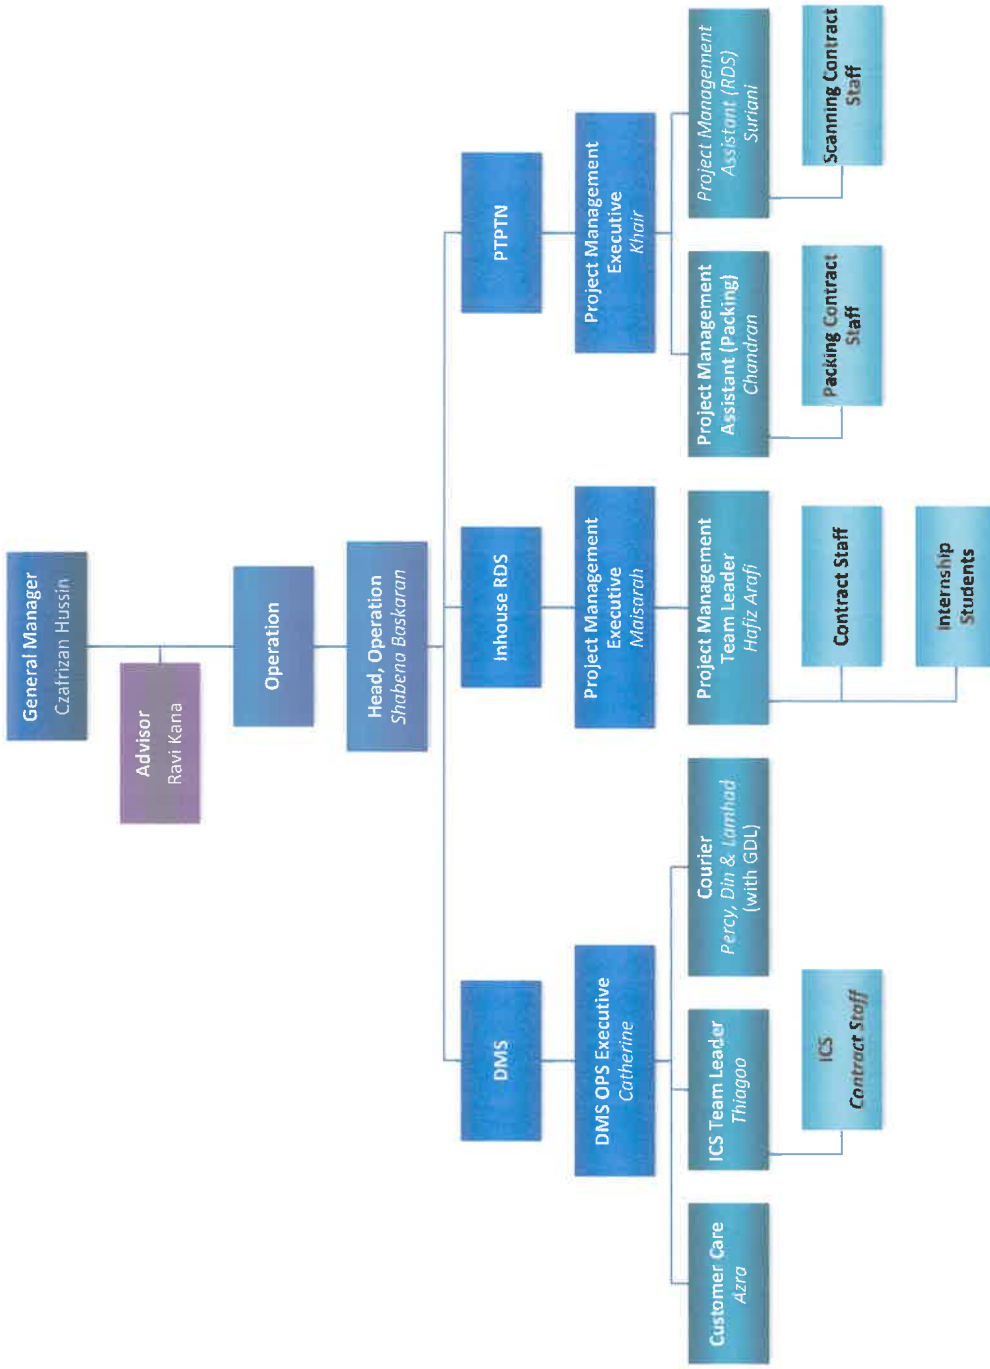 General Manager
Czafrizan Hussin
Advisor
Ravi Kana
Operation
Head, Operation
Shabena Baskaran
DMS
Inhouse RDS
PTPTN
DMS OPS Executive
Catherine
Project Management
Executive
Maisarah
Project Management
Executive
Khair
Customer Care
Azra
ICS Team Leader
Thiagoo
Courier
Percy, Din & Lamhad
(with GDL)
Project Management
Team Leader
Hafiz Arafi
Project Management
Assistant (Packing)
Chandran
Project Management
Assistant (RDS)
Suriani
ICS
Contract Staff
Contract Staff
Packing Contract
Staff
Scanning Contract
Staff
Internship
Students